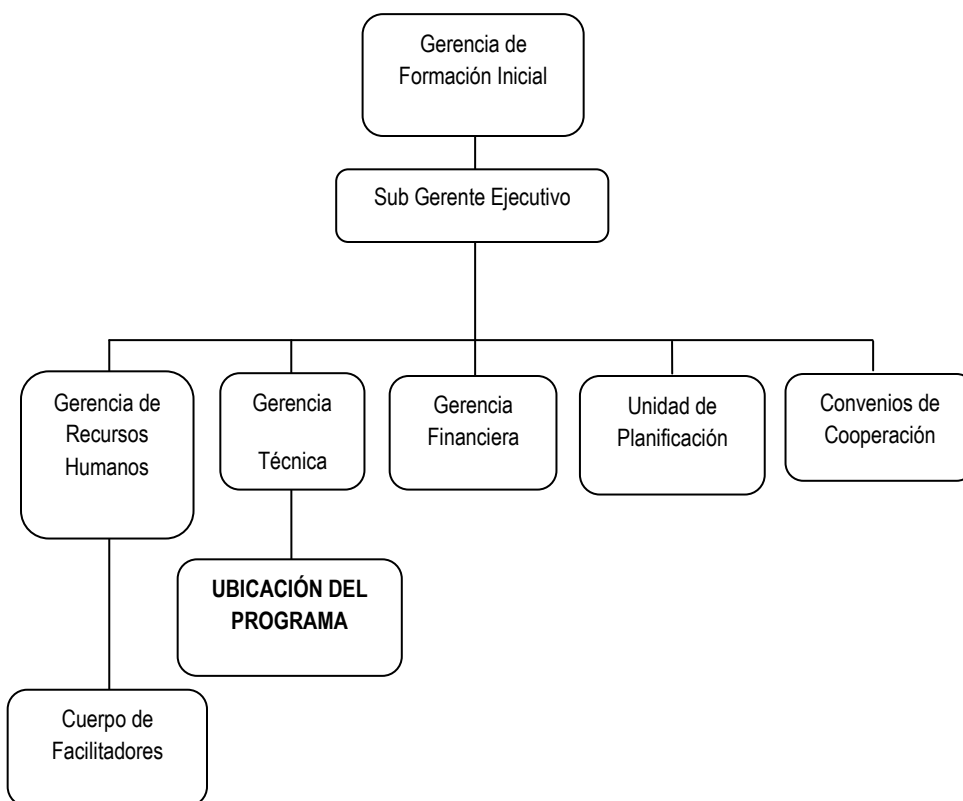 Gerencia de
Formación Inicial
Sub Gerente Ejecutivo
Gerencia de
Recursos
Humanos
Gerencia
Técnica
Gerencia
Financiera
Unidad de
Planificación
Convenios de
Cooperación
UBICACIÓN DEL
PROGRAMA
Cuerpo de
Facilitadores